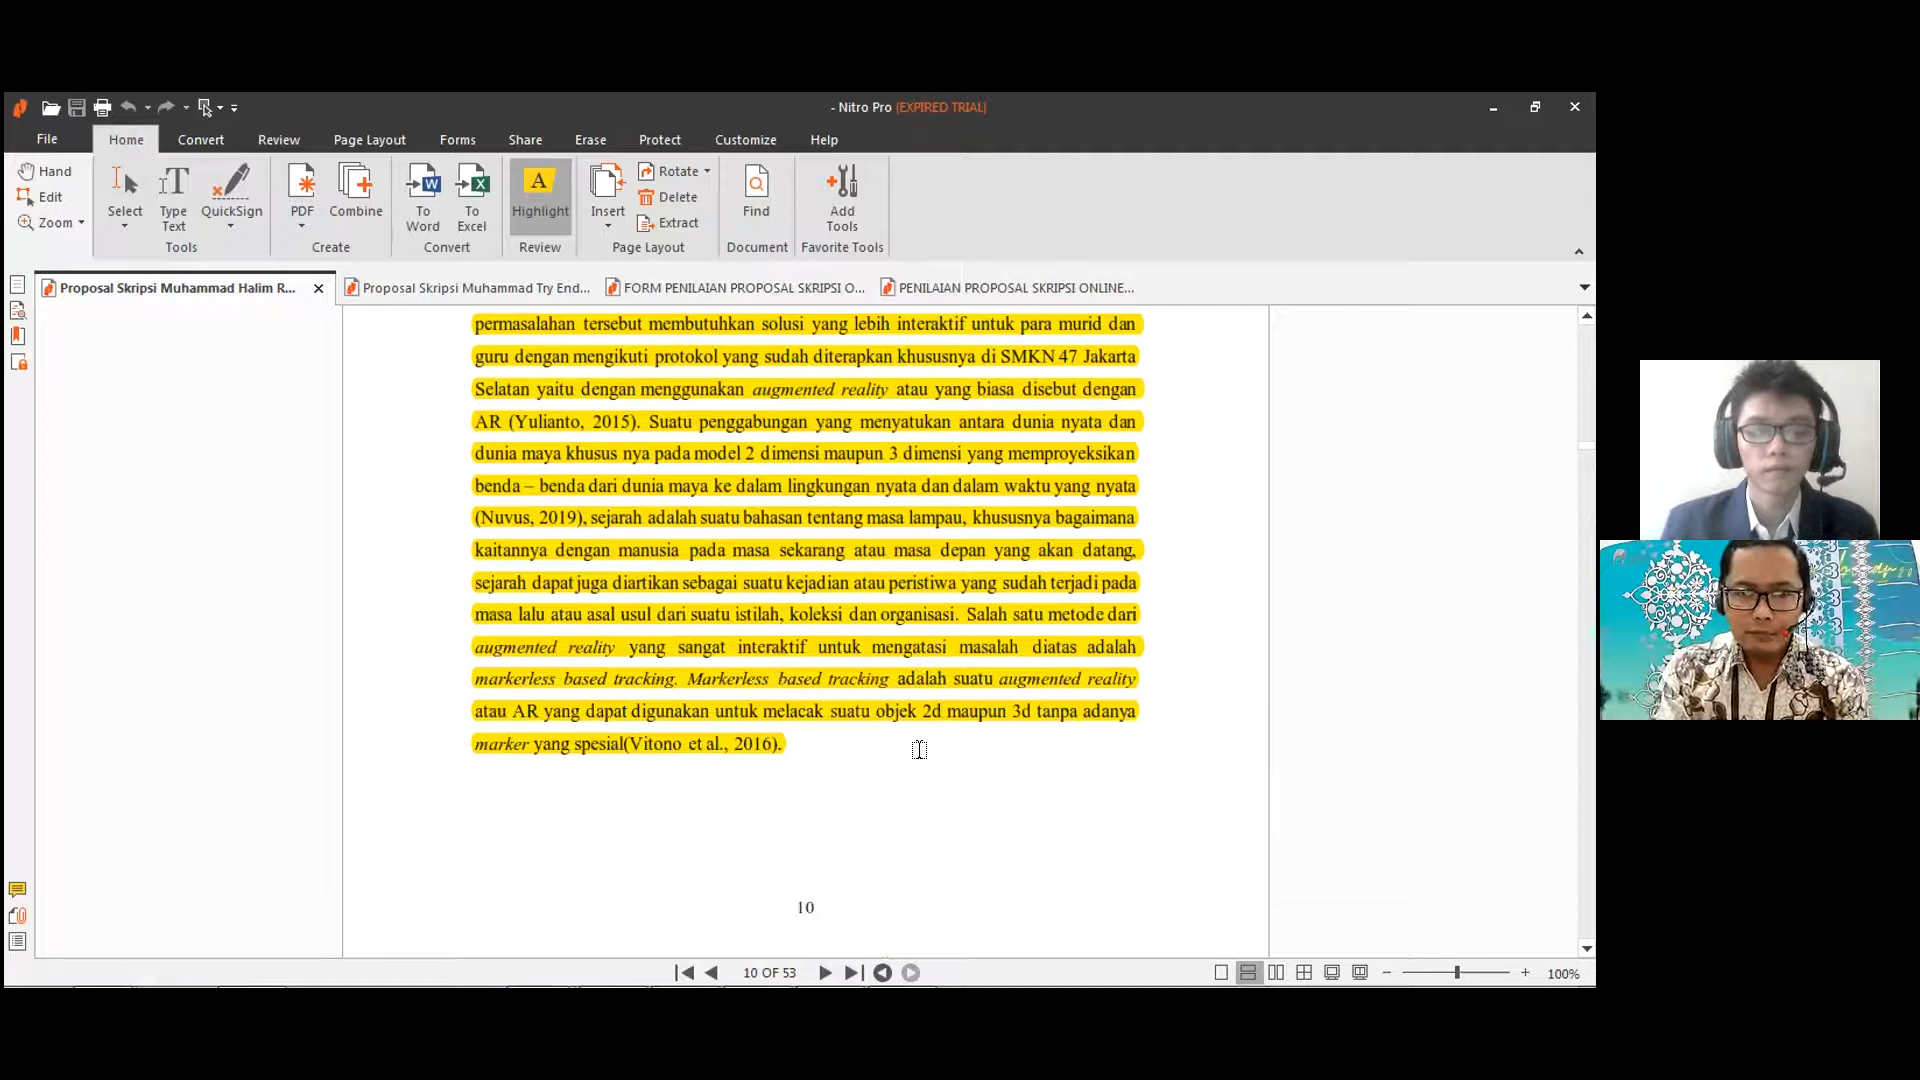 - Nitro Pro (EXPIRED TRIAL)
File Home Convert Review Page Layout Forms Share Erase Protect Customize Help
Hand
Edit
Zoom
Select
Type Text
QuickSign
Tools
PDF
Combine
Create
To Word
To Excel
Convert
A
Highlight
Review
Insert
Rotate
Delete
Extract
Page Layout
Find
Document
Add Tools
Favorite Tools
Proposal Skripsi Muhammad Halim R...
Proposal Skripsi Muhammad Try End...
FORM PENILAIAN PROPOSAL SKRIPSI O...
PENILAIAN PROPOSAL SKRIPSI ONLINE...
permasalahan tersebut membutuhkan solusi yang lebih interaktif untuk para murid dan
guru dengan mengikuti protokol yang sudah diterapkan khususnya di SMKN 47 Jakarta
Selatan yaitu dengan menggunakan augmented reality atau yang biasa disebut dengan
AR (Yulianto, 2015). Suatu penggabungan yang menyatukan antara dunia nyata dan
dunia maya khusus nya pada model 2 dimensi maupun 3 dimensi yang memproyeksikan
benda – benda dari dunia maya ke dalam lingkungan nyata dan dalam waktu yang nyata
(Nuvus, 2019), sejarah adalah suatu bahasan tentang masa lampau, khususnya bagaimana
kaitannya dengan manusia pada masa sekarang atau masa depan yang akan datang,
sejarah dapat juga diartikan sebagai suatu kejadian atau peristiwa yang sudah terjadi pada
masa lalu atau asal usul dari suatu istilah, koleksi dan organisasi. Salah satu metode dari
augmented reality yang sangat interaktif untuk mengatasi masalah diatas adalah
markerless based tracking. Markerless based tracking adalah suatu augmented reality
atau AR yang dapat digunakan untuk melacak suatu objek 2d maupun 3d tanpa adanya
marker yang spesial(Vitono et al., 2016).
10
10 OF 53
100%